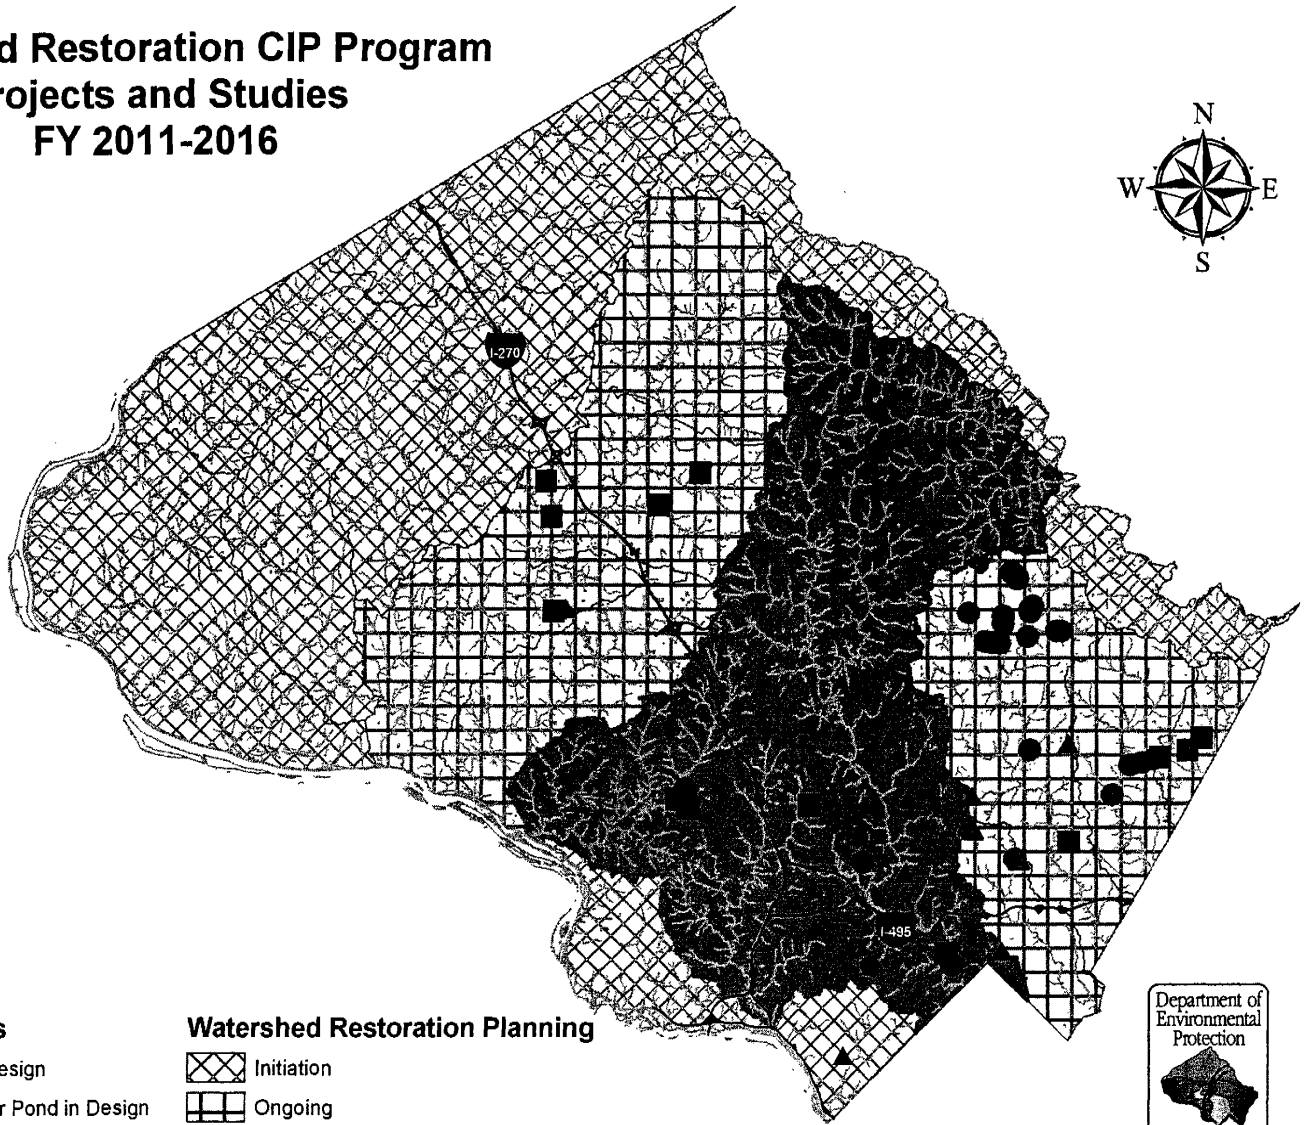 d Restoration CIP Program
rojects and Studies
FY 2011-2016
N
W
E
S
I-270
I-495
s
esign
r Pond in Design
Watershed Restoration Planning
Initiation
Ongoing
Department of
Environmental
Protection